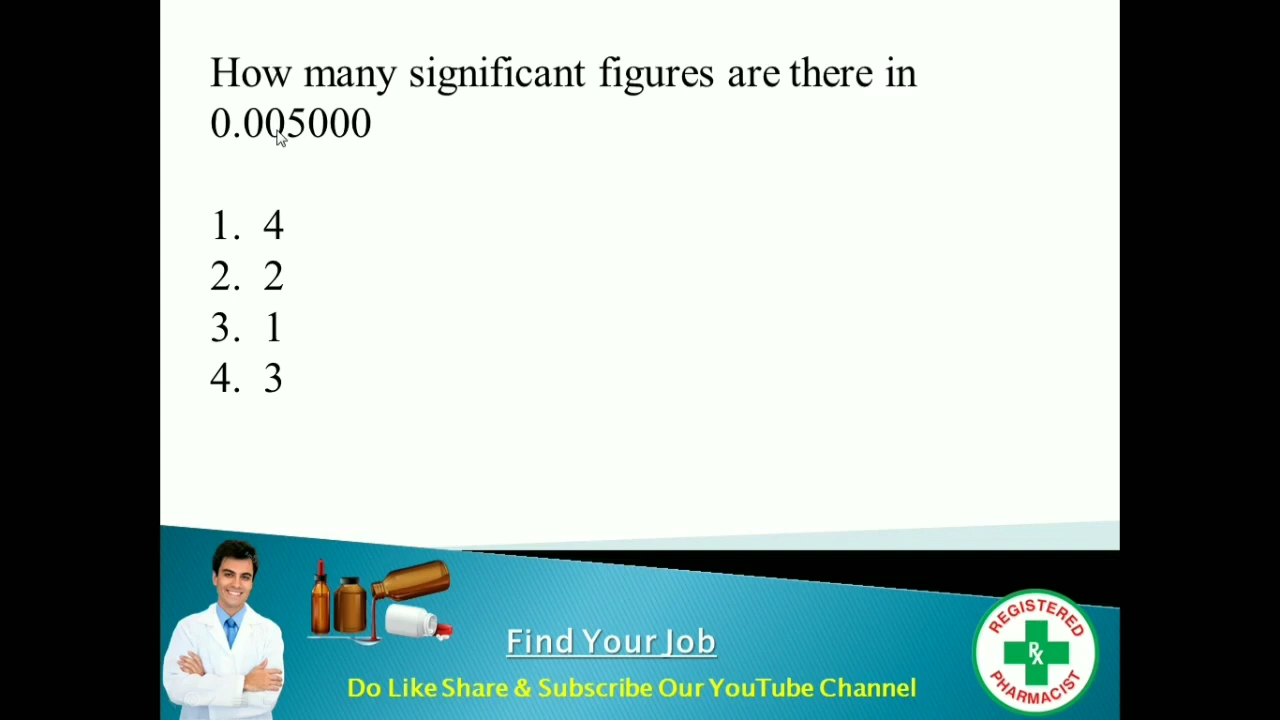 How many significant figures are there in
0.005000
1. 4
2. 2
3. 1
4. 3
Find Your Job
Do Like Share & Subscribe Our YouTube Channel
REGISTERED
Rx
PHARMACIST